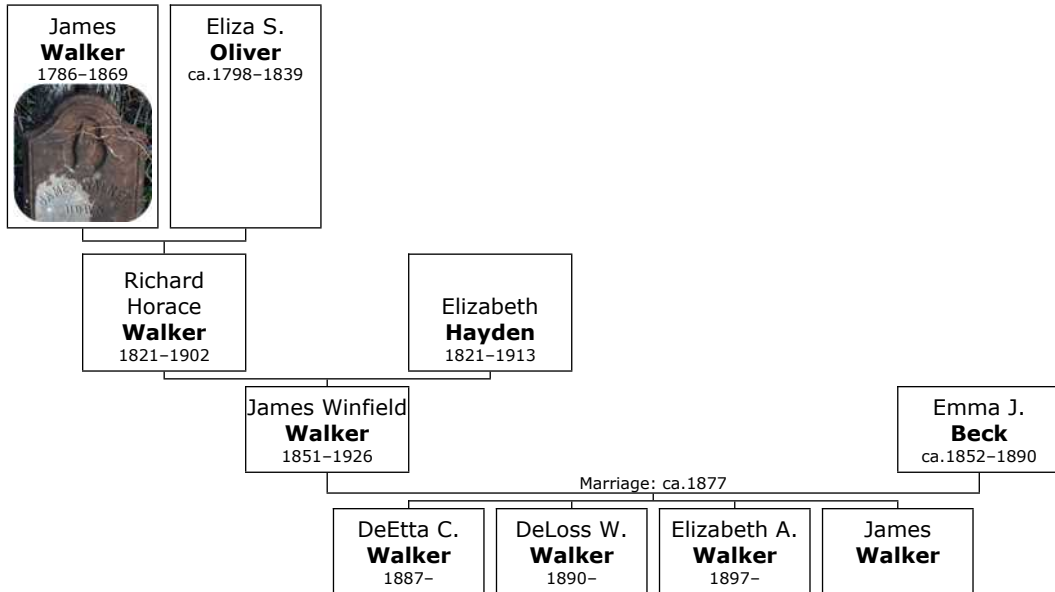 James
Walker
1786–1869
JAMES WALKER
Eliza S.
Oliver
ca.1798–1839
Richard
Horace
Walker
1821–1902
Elizabeth
Hayden
1821–1913
James Winfield
Walker
1851–1926
Emma J.
Beck
ca.1852–1890
Marriage: ca.1877
DeEtta C.
Walker
1887–
DeLoss W.
Walker
1890–
Elizabeth A.
Walker
1897–
James
Walker